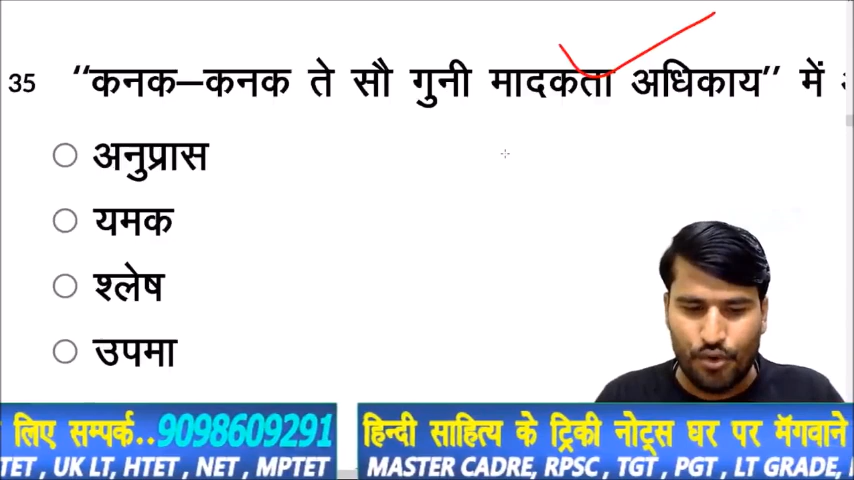 35 “कनक–कनक ते सौ गुनी मादकता अधिकाय” में
अनुप्रास
यमक
श्लेष
उपमा
लिए सम्पर्क..9098609291
TET , UK LT, HTET , NET , MPTET
हिन्दी साहित्य के ट्रिकी नोट्स घर पर मँगवाने
MASTER CADRE, RPSC , TGT , PGT , LT GRADE,